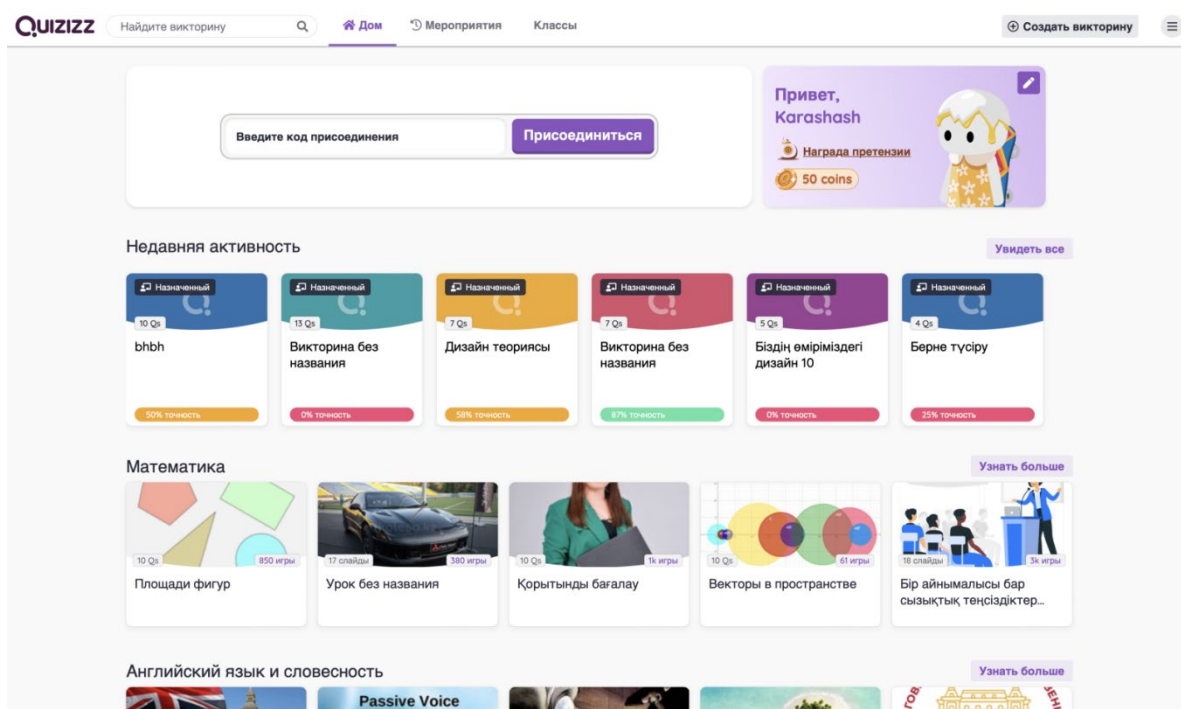 QUIZIZZ
Найдите викторину
Дом
Мероприятия
Классы
Создать викторину
Введите код присоединения
Присоединиться
Привет,
Karashash
Награда претензии
50 coins
Недавняя активность
Увидеть все
Назначенный
10 Qs
bhbh
50% точность
Назначенный
13 Qs
Викторина без
названия
0% точность
Назначенный
7 Qs
Дизайн теориясы
58% точность
Назначенный
7 Qs
Викторина без
названия
87% точность
Назначенный
5 Qs
Біздің өміріміздегі
дизайн 10
0% точность
Назначенный
4 Qs
Берне түсіру
25% точность
Математика
Узнать больше
10 Qs
850 игры
Площади фигур
17 слайды
380 игры
Урок без названия
10 Qs
1k игры
Қорытынды бағалау
10 Qs
61 игры
Векторы в пространстве
18 слайды
3k игры
Бір айнымалысы бар
сызықтық теңсіздіктер...
Английский язык и словесность
Узнать больше
Passive Voice